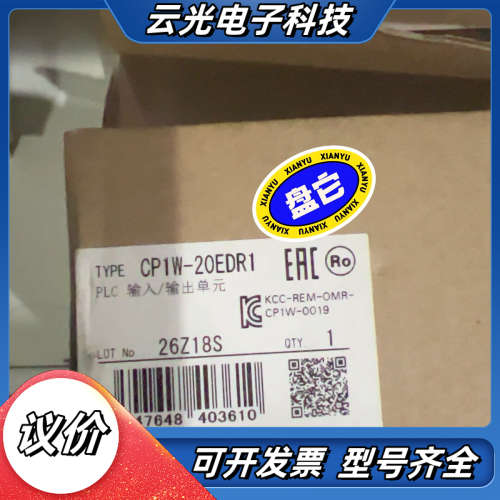 云光电子科技
XIANYU XIANYU XIANYU
盘它
XIANYU XIANYU XIANYU
TYPE CP1W-20EDR1
PLC 输入/输出单元
EAC Ro
KCC-REM-OMR-
CP1W-0019
LOT No 26Z18S QTY 1
47648 403610
议价
可开发票 型号齐全